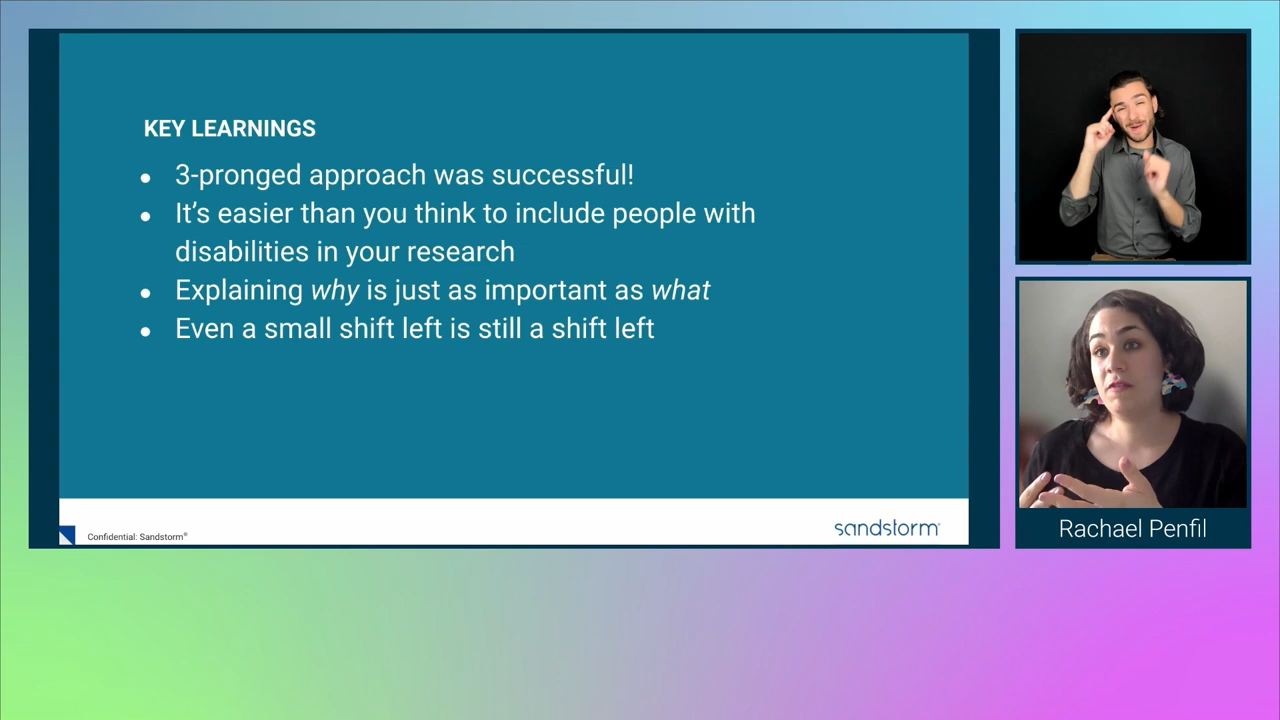 KEY LEARNINGS
● 3-pronged approach was successful!
● It’s easier than you think to include people with
disabilities in your research
● Explaining why is just as important as what
● Even a small shift left is still a shift left
Confidential: Sandstorm®
sandstorm®
Rachael Penfil